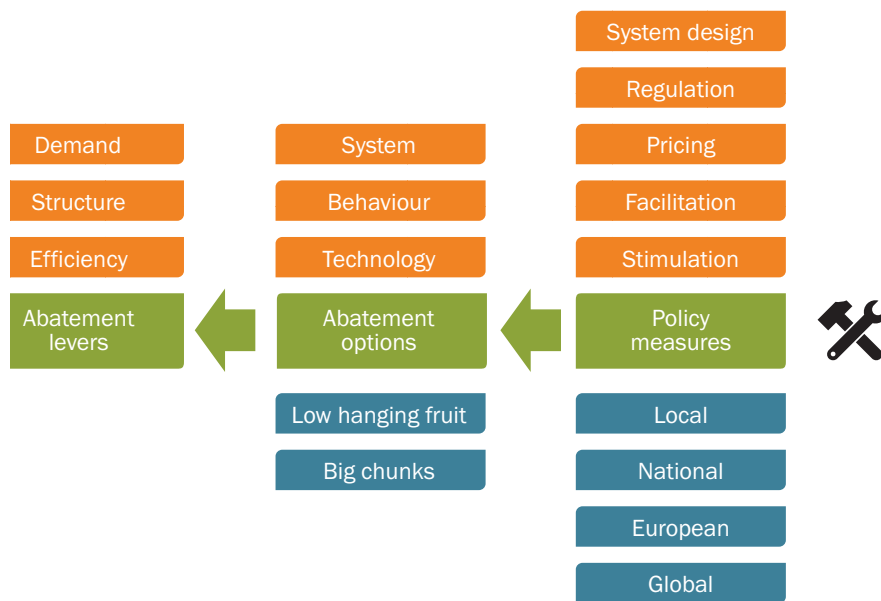 System design
Regulation
Demand
System
Pricing
Structure
Behaviour
Facilitation
Efficiency
Technology
Stimulation
Abatement
levers
Abatement
options
Policy
measures
Low hanging fruit
Local
Big chunks
National
European
Global